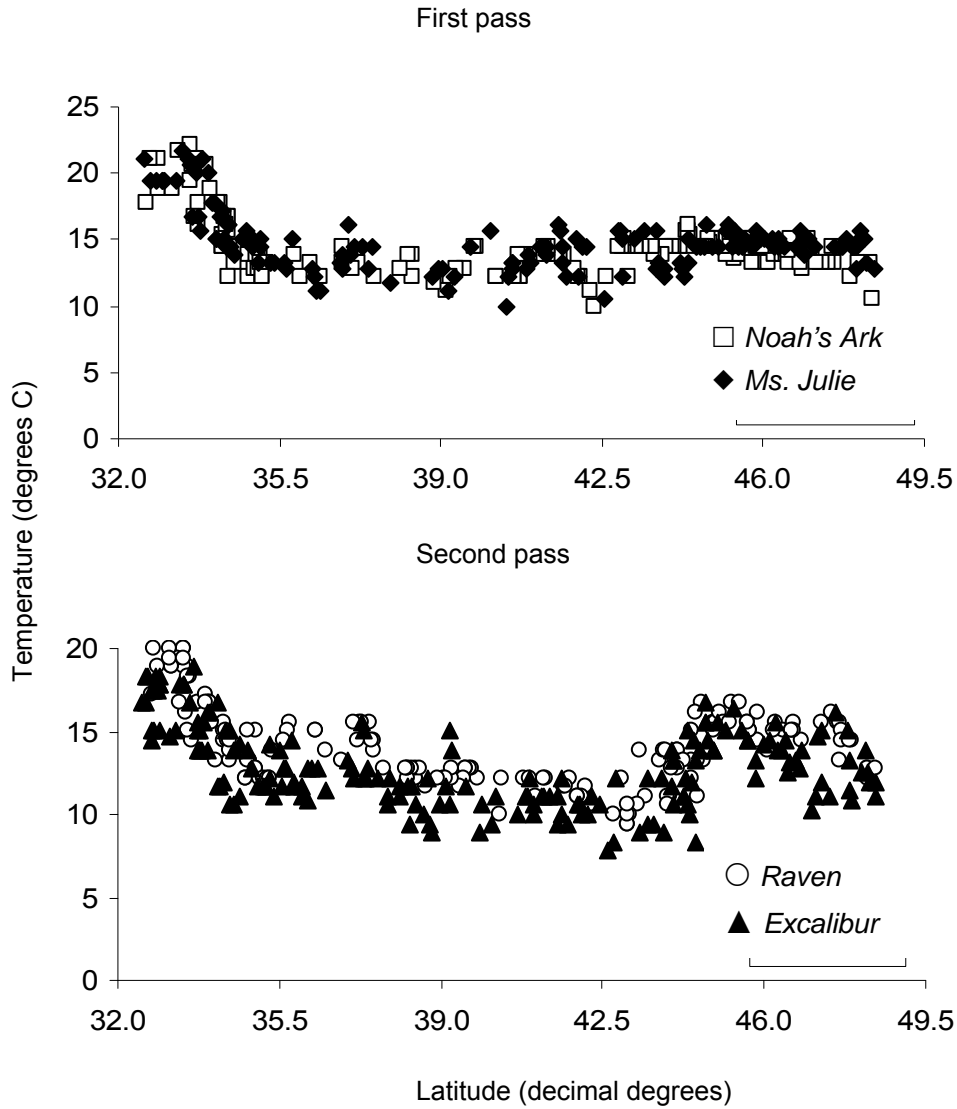 First pass
25
20
15
10
5
0
32.0 35.5 39.0 42.5 46.0 49.5
Noah's Ark
Ms. Julie
Temperature (degrees C)
Second pass
20
15
10
5
0
32.0 35.5 39.0 42.5 46.0 49.5
Raven
Excalibur
Latitude (decimal degrees)